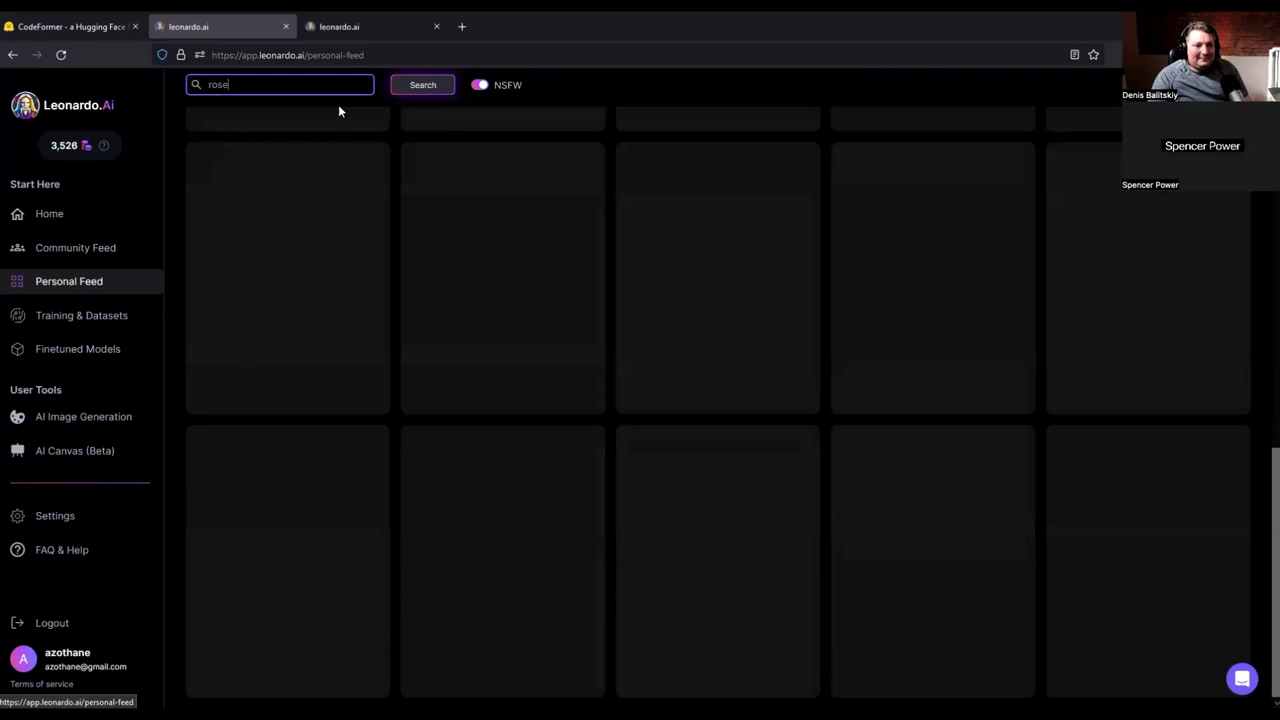 CodeFormer - a Hugging Face S
leonardo.ai
leonardo.ai
https://app.leonardo.ai/personal-feed
rose
Search
NSFW
Leonardo.Ai
3,526
Start Here
Home
Community Feed
Personal Feed
Training & Datasets
Finetuned Models
User Tools
AI Image Generation
AI Canvas (Beta)
Settings
FAQ & Help
Logout
A
azothane
azothane@gmail.com
Terms of service
https://app.leonardo.ai/personal-feed
Denis Balitskiy
Spencer Power
Spencer Power